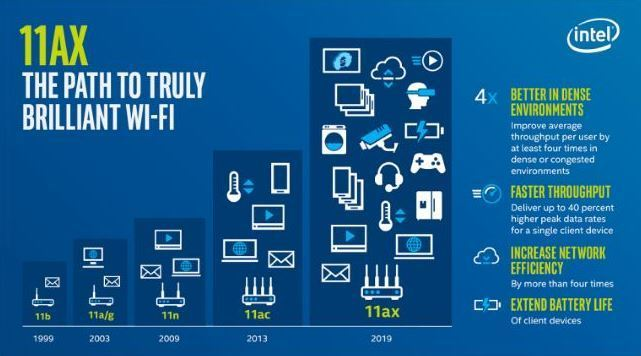 11AX
THE PATH TO TRULY
BRILLIANT WI-FI
intel
4x BETTER IN DENSE
ENVIRONMENTS
Improve average
throughput per user by
at least four times in
dense or congested
environments
FASTER THROUGHPUT
Deliver up to 40 percent
higher peak data rates
for a single client device
INCREASE NETWORK
EFFICIENCY
By more than four times
EXTEND BATTERY LIFE
Of client devices
11b 11a/g 11n 11ac 11ax
1999 2003 2009 2013 2019